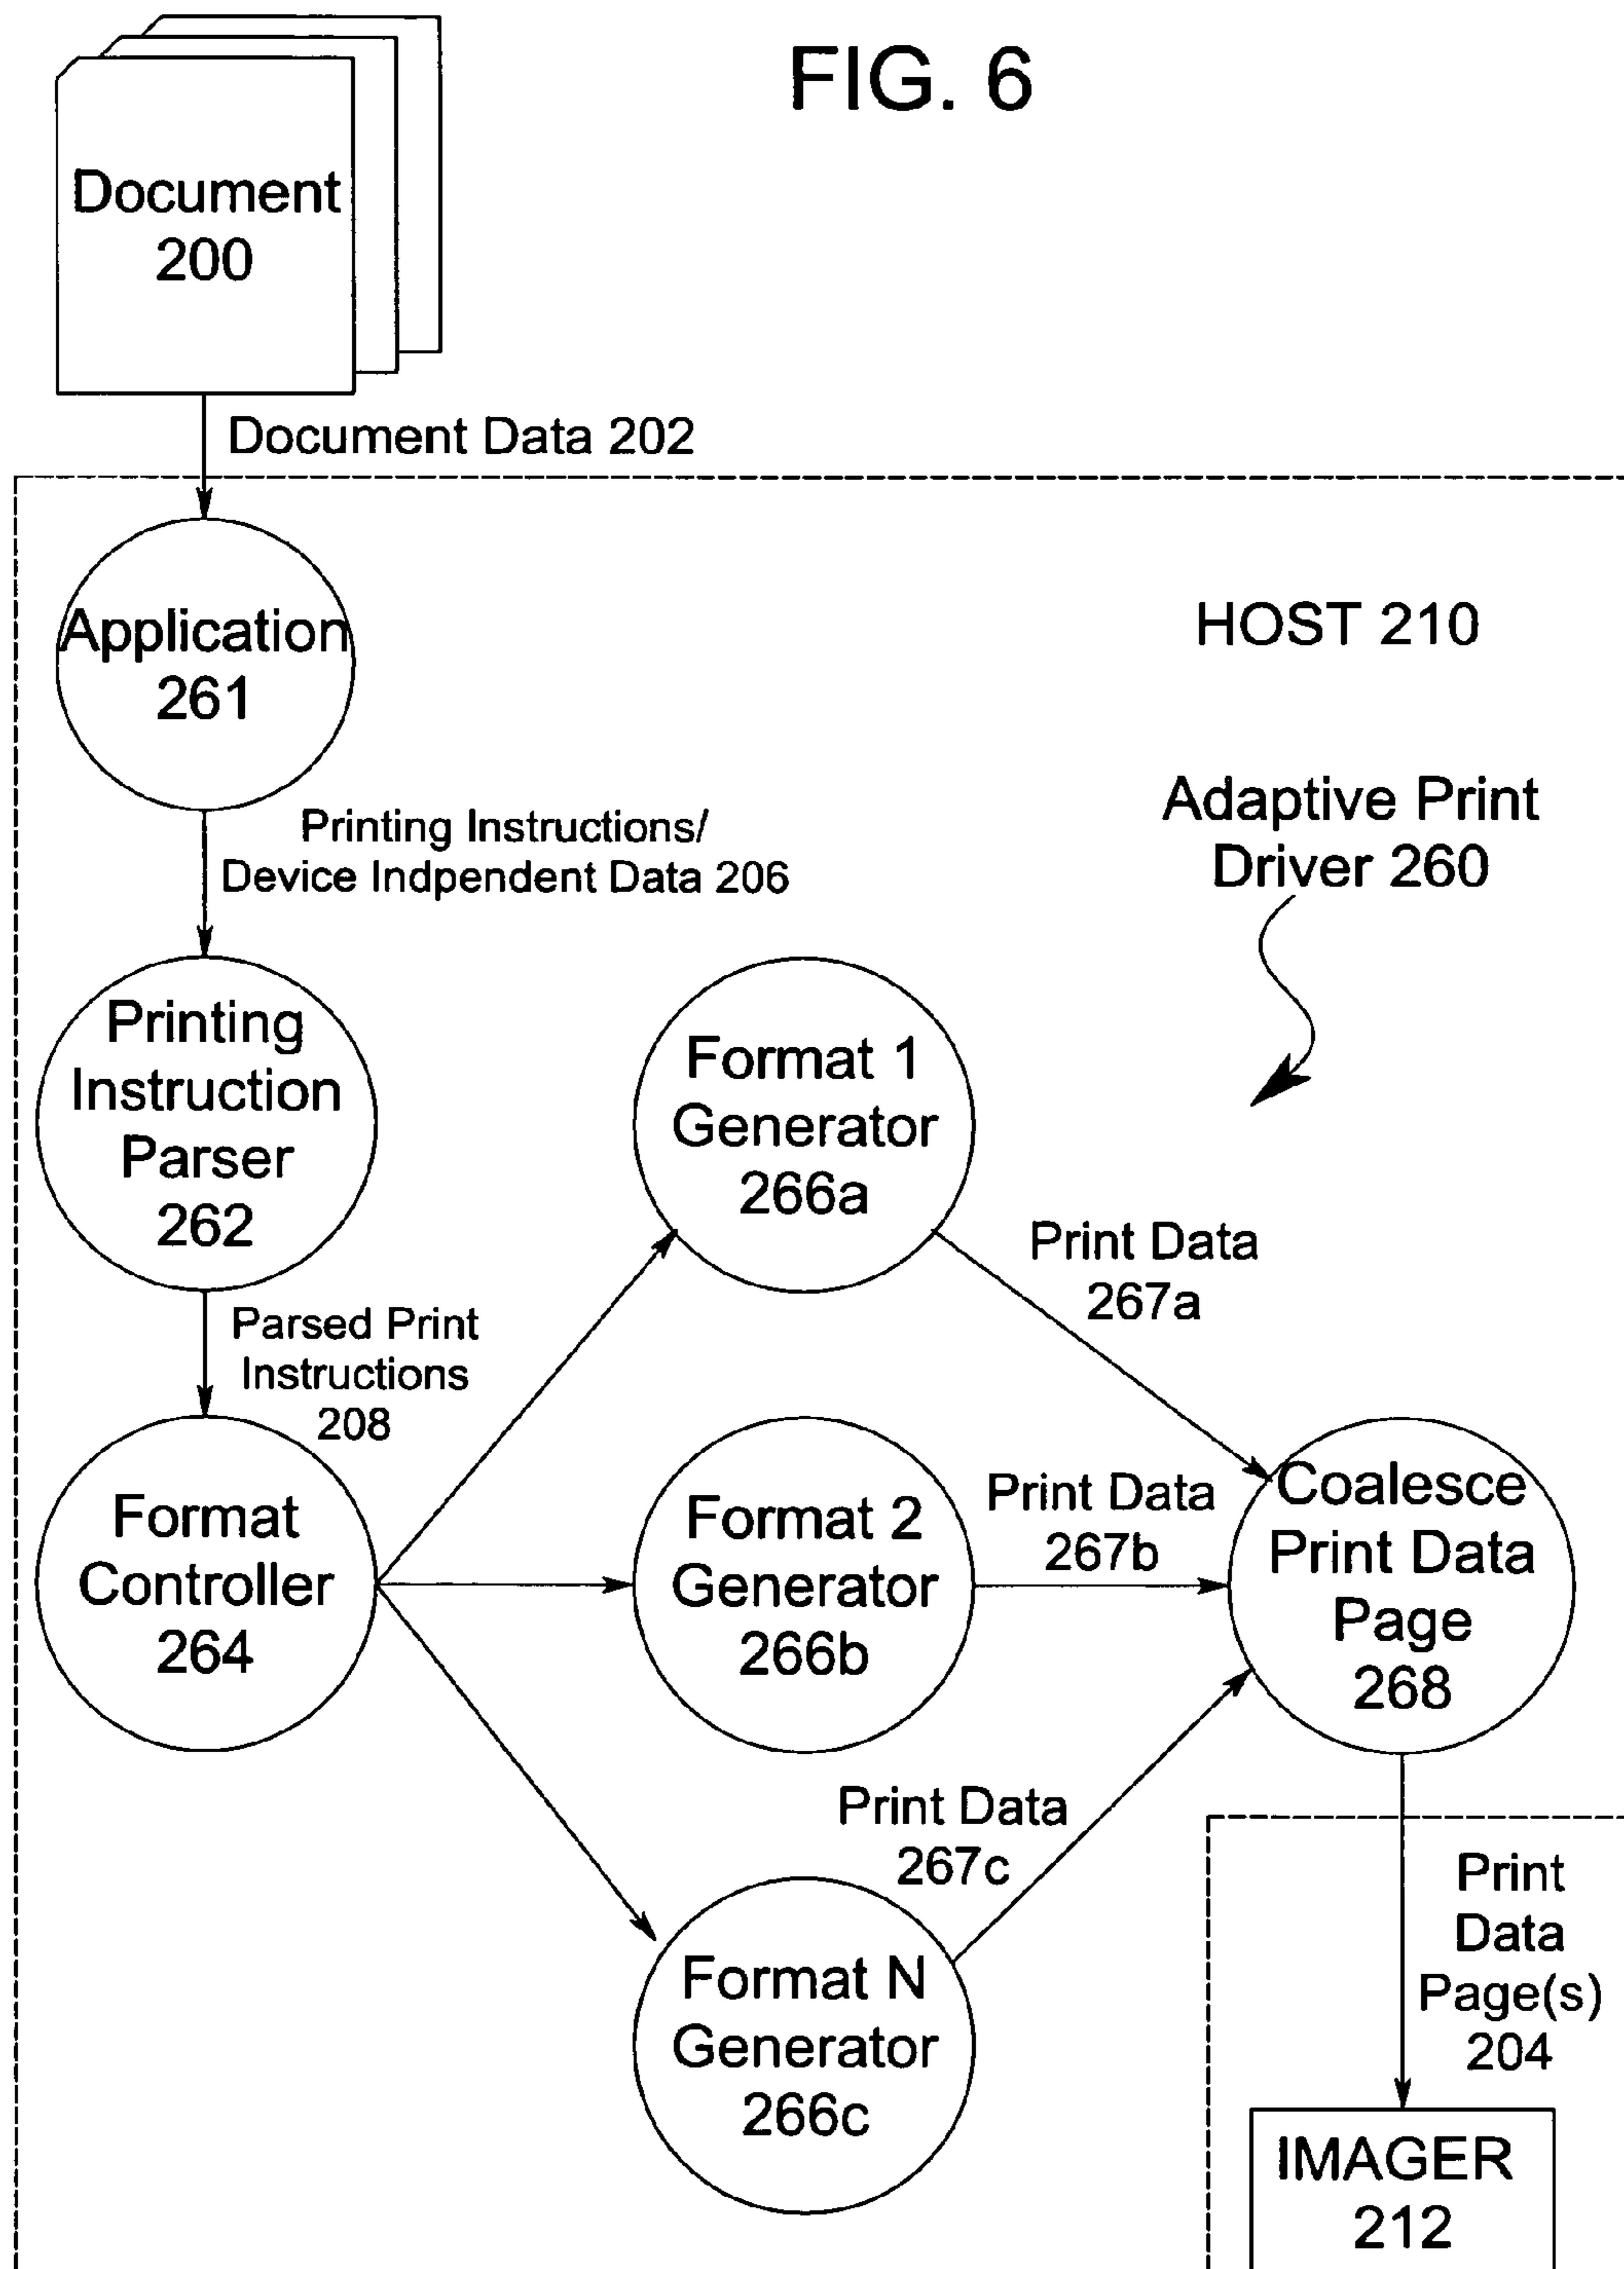 FIG. 6
Document
200
Document Data 202
Application
261
HOST 210
Adaptive Print
Driver 260
Printing Instructions/
Device Indpendent Data 206
Printing
Instruction
Parser
262
Format 1
Generator
266a
Print Data
267a
Parsed Print
Instructions
208
Format
Controller
264
Format 2
Generator
266b
Print Data
267b
Coalesce
Print Data
Page
268
Print Data
267c
Format N
Generator
266c
Print
Data
Page(s)
204
IMAGER
212